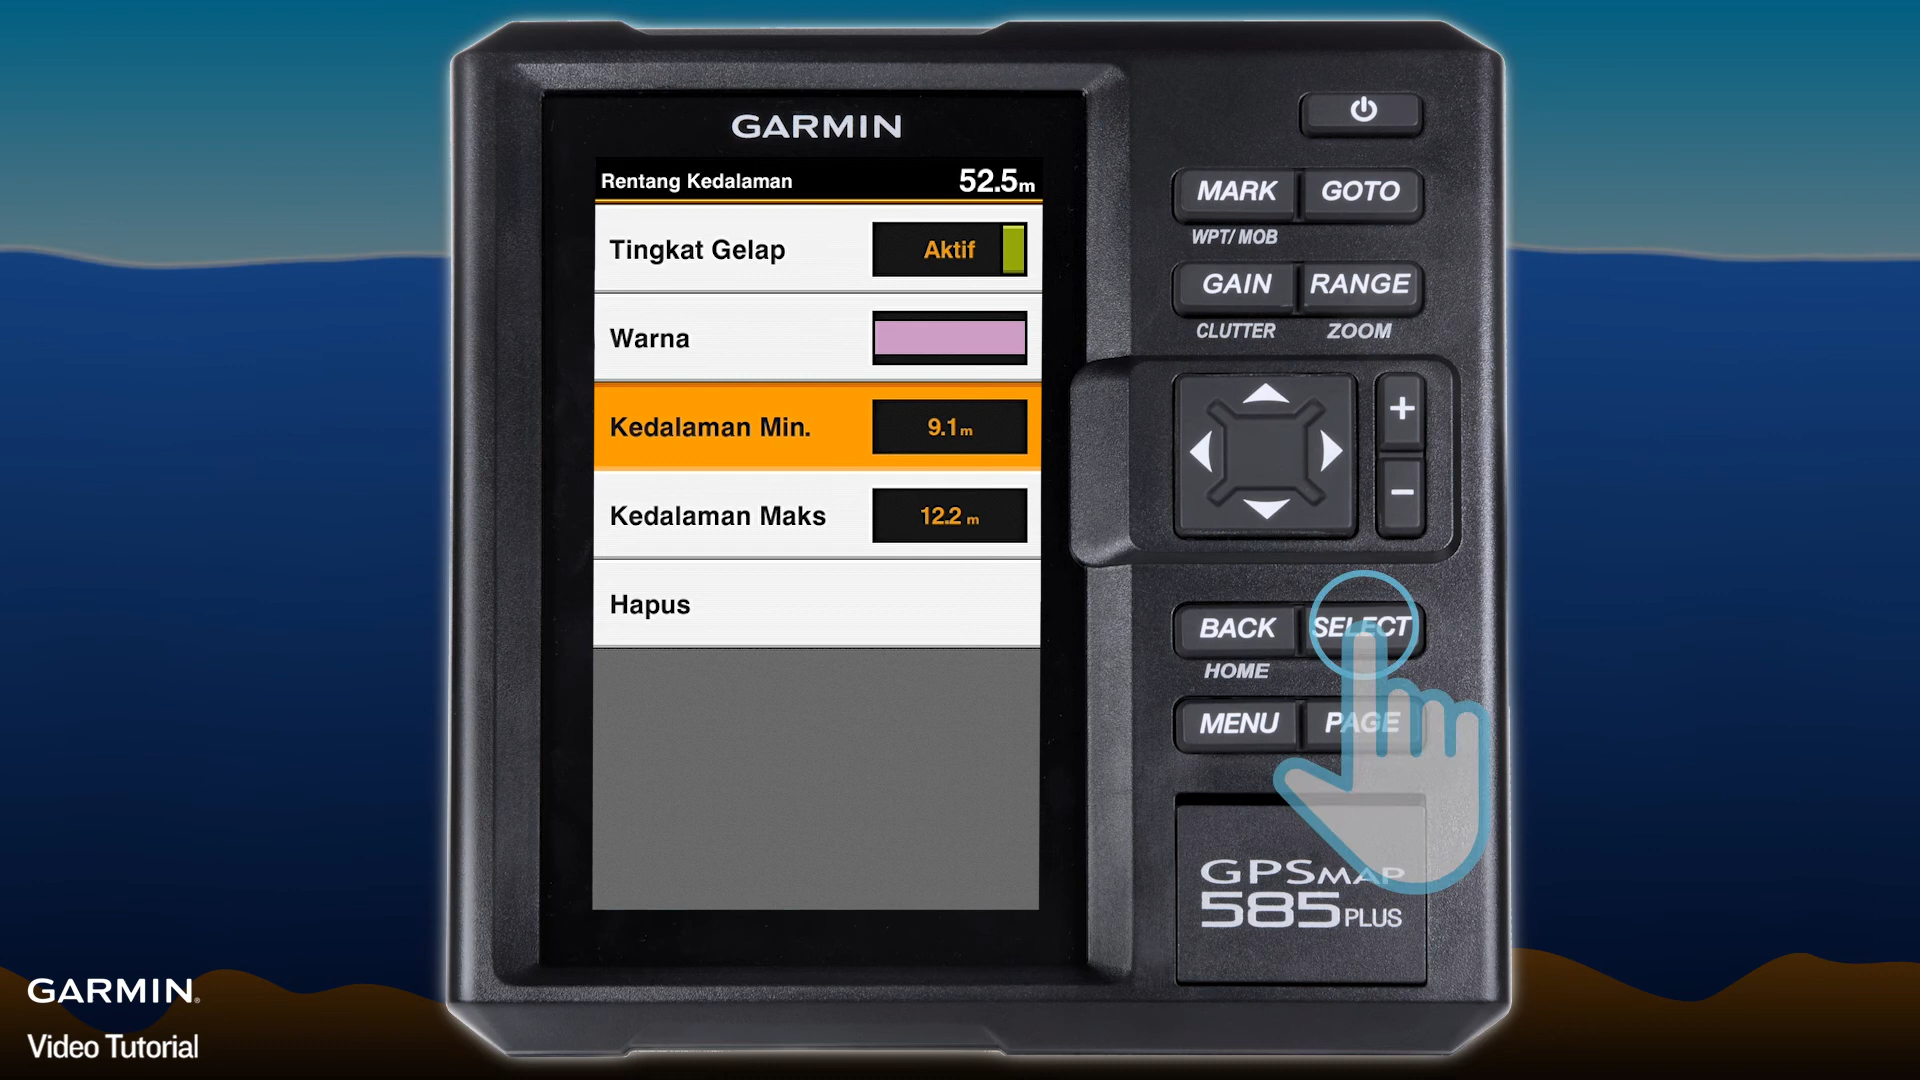 GARMIN
Rentang Kedalaman 52.5m
Tingkat Gelap Aktif
Warna
Kedalaman Min. 9.1m
Kedalaman Maks 12.2 m
Hapus
MARK GOTO
WPT/ MOB
GAIN RANGE
CLUTTER ZOOM
+
−
BACK SELECT
HOME
MENU PAGE
GPSMAP
585 PLUS
GARMIN®
Video Tutorial